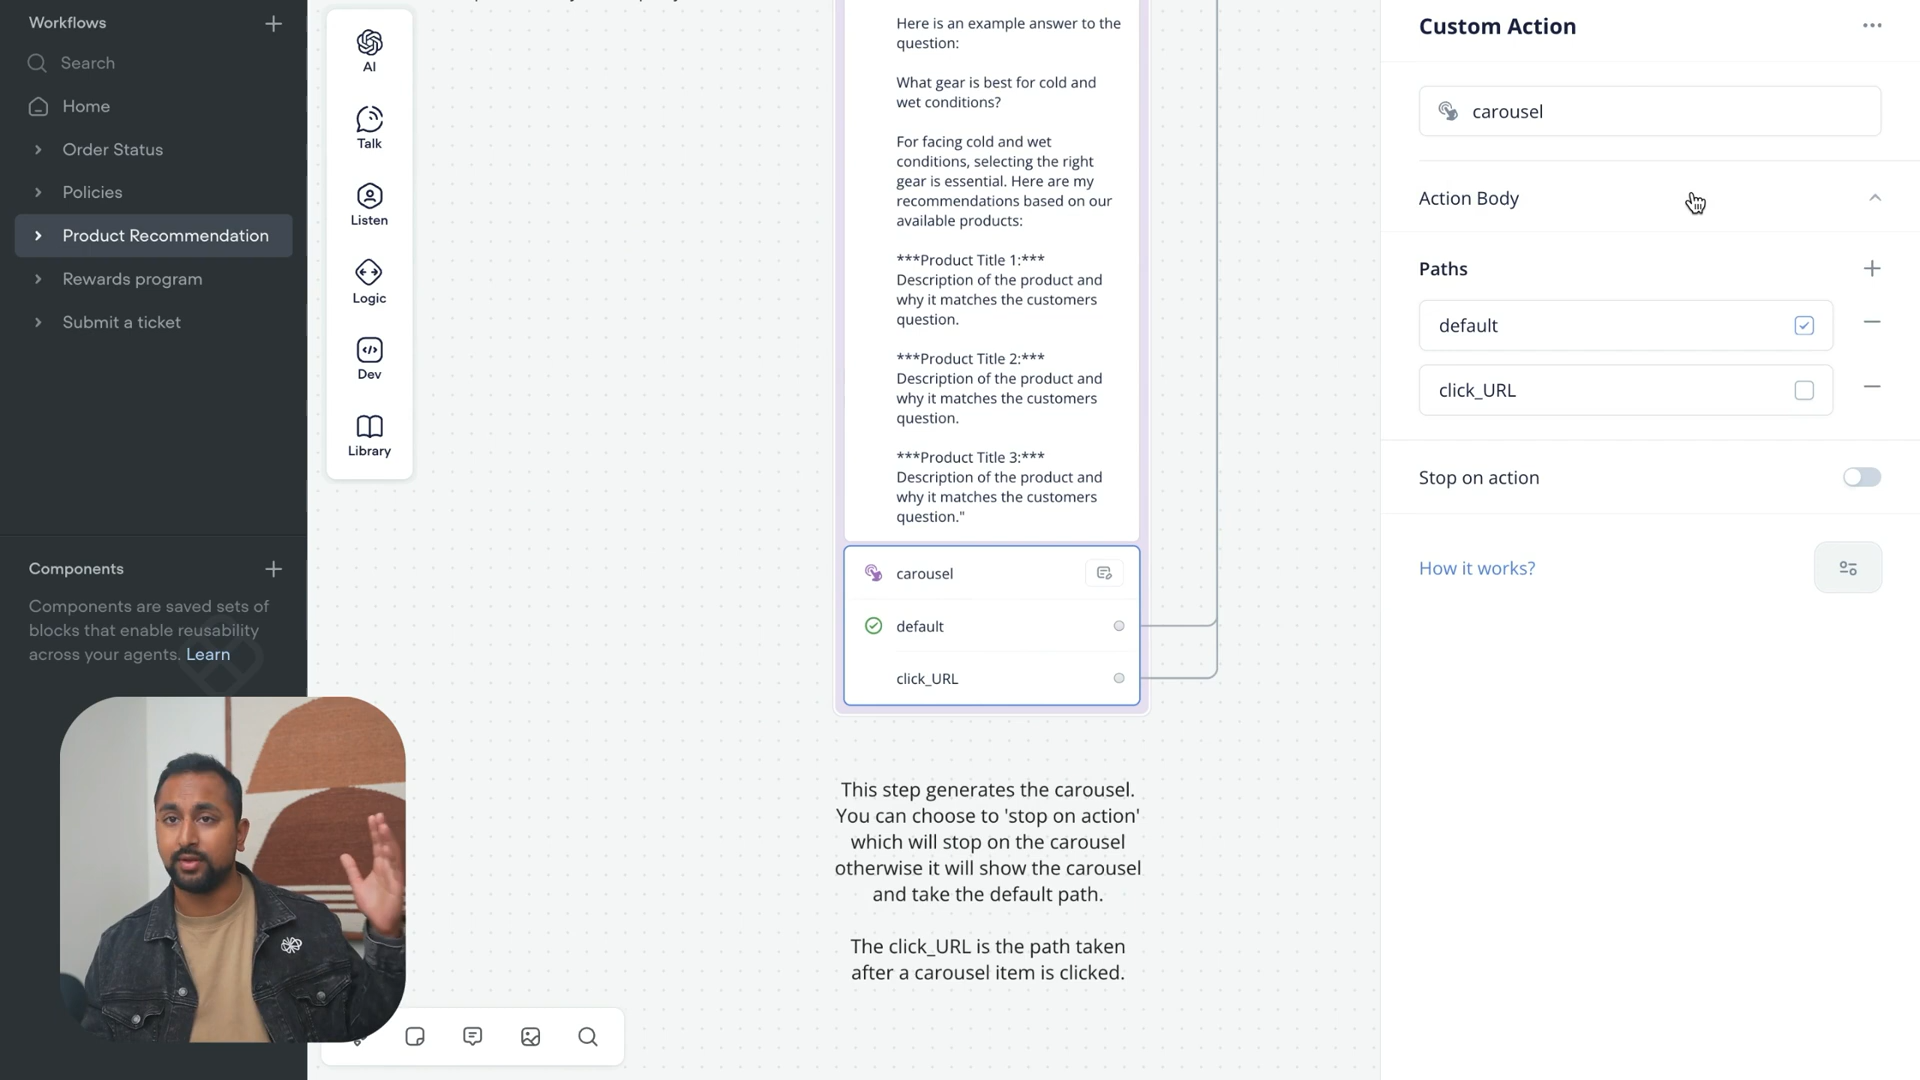 Workflows
Search
Home
Order Status
Policies
Product Recommendation
Rewards program
Submit a ticket
Components
Components are saved sets of
blocks that enable reusability
across your agents. Learn
AI
Talk
Listen
Logic
Dev
Library
Here is an example answer to the
question:
What gear is best for cold and
wet conditions?
For facing cold and wet
conditions, selecting the right
gear is essential. Here are my
recommendations based on our
available products:
***Product Title 1:***
Description of the product and
why it matches the customers
question.
***Product Title 2:***
Description of the product and
why it matches the customers
question.
***Product Title 3:***
Description of the product and
why it matches the customers
question."
carousel
default
click_URL
This step generates the carousel.
You can choose to 'stop on action'
which will stop on the carousel
otherwise it will show the carousel
and take the default path.
The click_URL is the path taken
after a carousel item is clicked.
Custom Action
carousel
Action Body
Paths
default
click_URL
Stop on action
How it works?